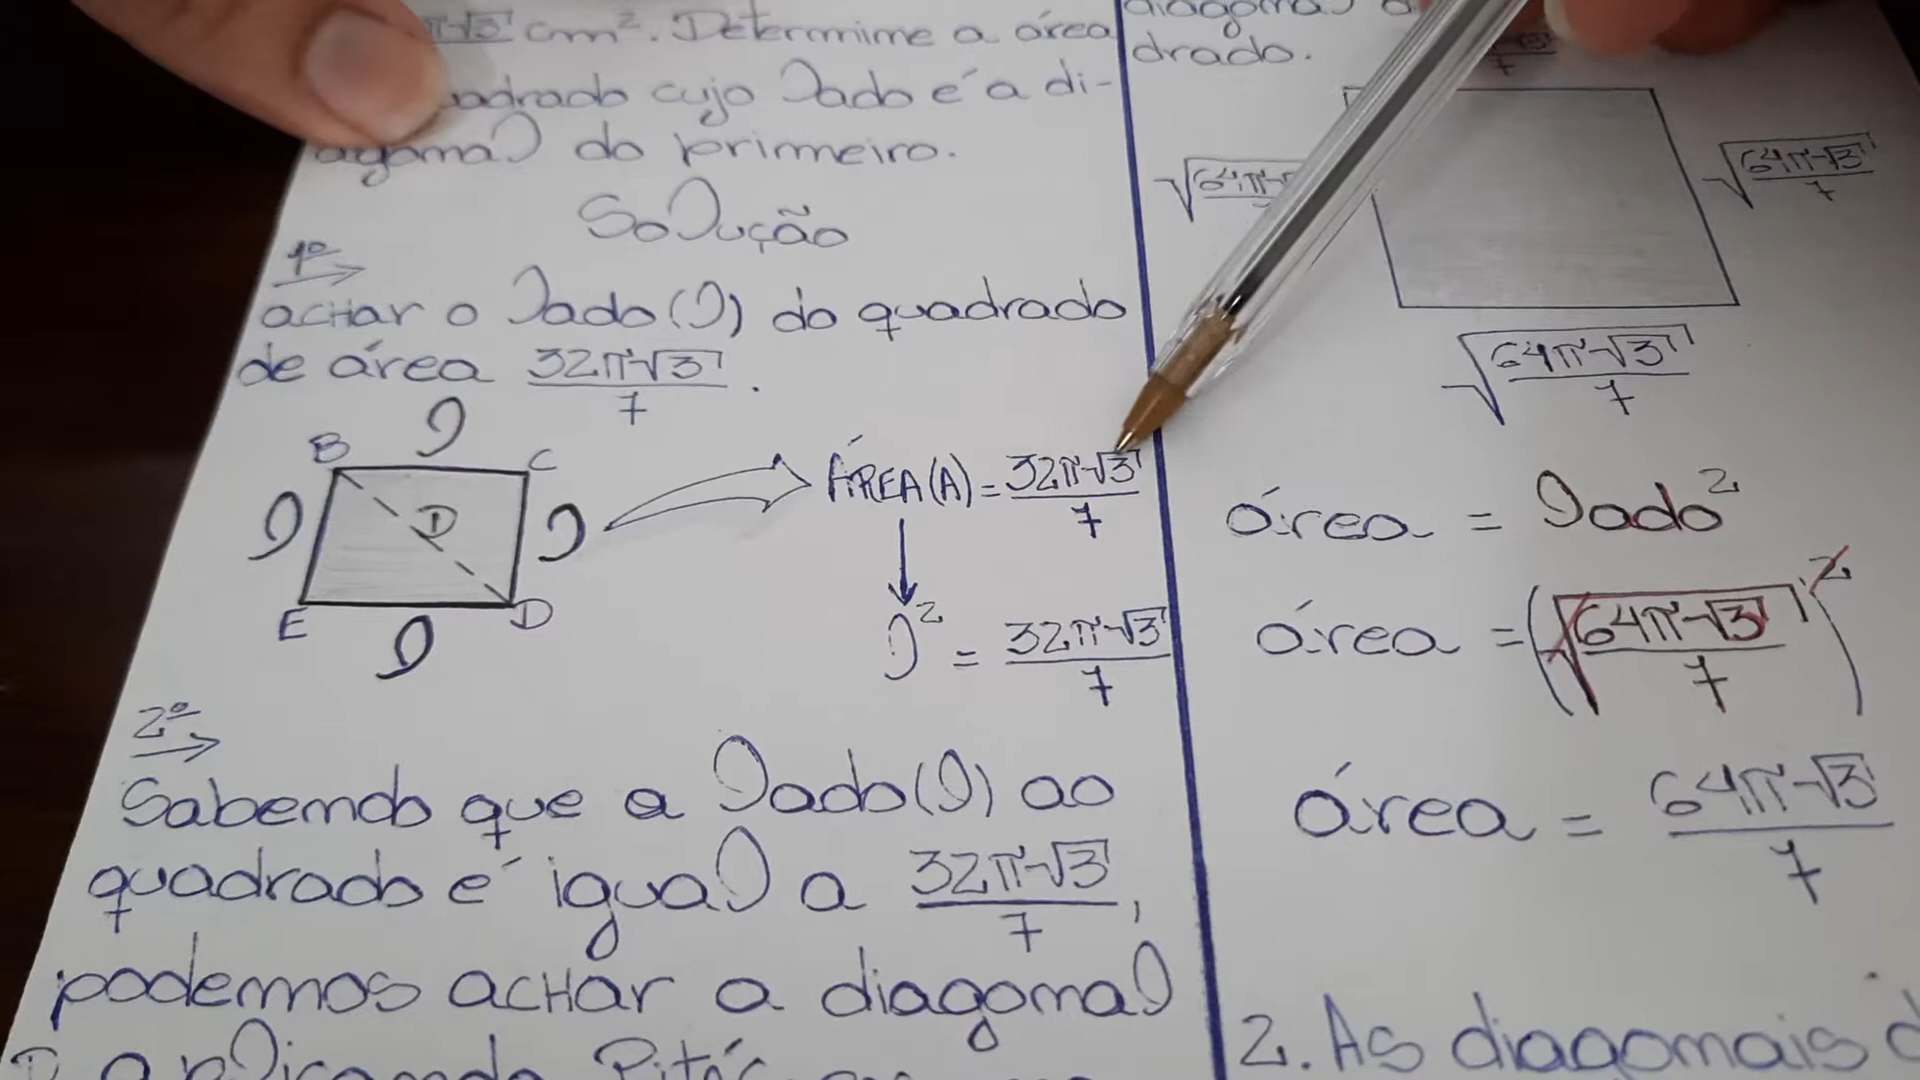 π√3 cm². Determine a área
quadrado cujo lado é a di-
agonal do primeiro.
Solução
1º
achar o lado (l) do quadrado
de área 32π√3/7.
B l C
l D l
E l D
ÁREA(A) = 32π√3/7
l² = 32π√3/7
2º
Sabendo que a lado (l) ao
quadrado é igual a 32π√3/7,
podemos achar a diagonal
diagonal
drado.
√(64π√3/7)
√(64π√3/7)
área = lado²
área = (√(64π√3/7))²
área = 64π√3/7
2. As diagonais